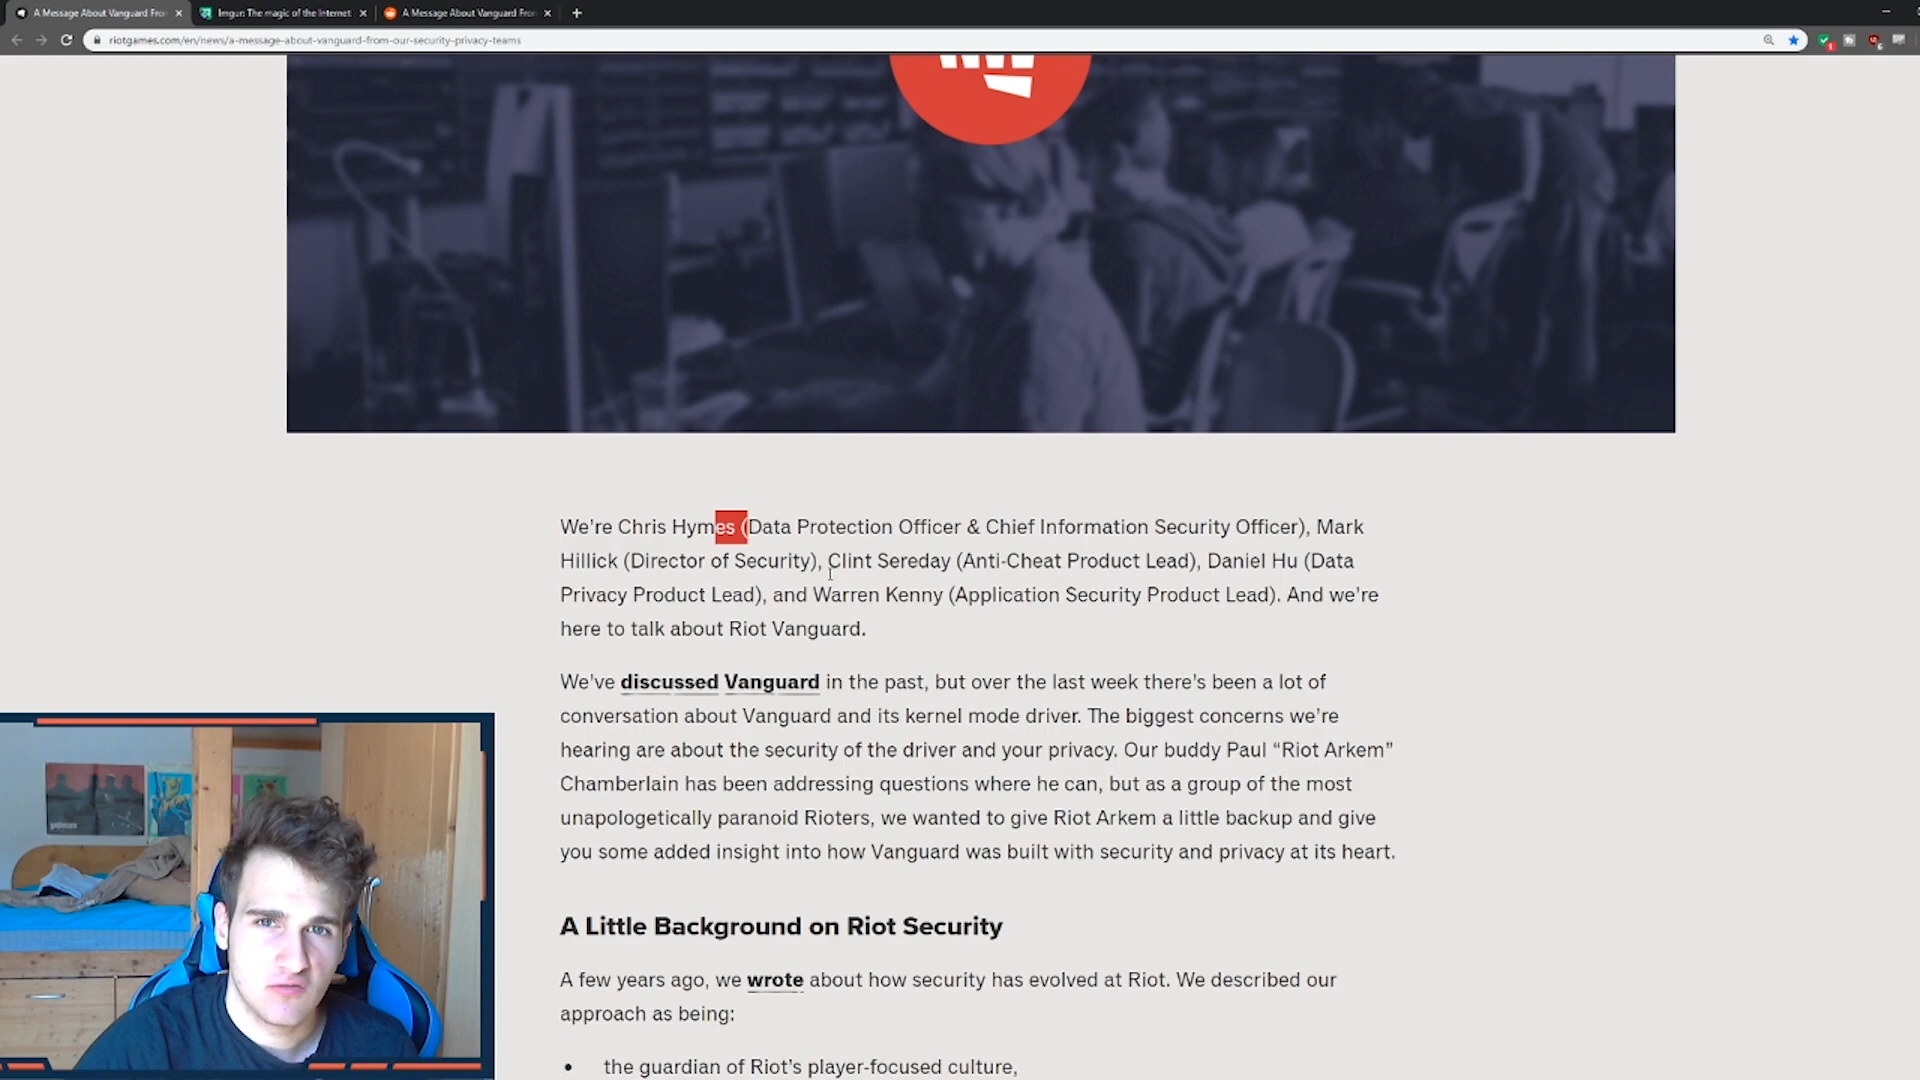 A Message About Vanguard Fro
Imgur: The magic of the Internet
A Message About Vanguard Fro
riotgames.com/en/news/a-message-about-vanguard-from-our-security-privacy-teams
We're Chris Hymes (Data Protection Officer & Chief Information Security Officer), Mark
Hillick (Director of Security), Clint Sereday (Anti-Cheat Product Lead), Daniel Hu (Data
Privacy Product Lead), and Warren Kenny (Application Security Product Lead). And we're
here to talk about Riot Vanguard.
We've discussed Vanguard in the past, but over the last week there's been a lot of
conversation about Vanguard and its kernel mode driver. The biggest concerns we're
hearing are about the security of the driver and your privacy. Our buddy Paul “Riot Arkem”
Chamberlain has been addressing questions where he can, but as a group of the most
unapologetically paranoid Rioters, we wanted to give Riot Arkem a little backup and give
you some added insight into how Vanguard was built with security and privacy at its heart.
A Little Background on Riot Security
A few years ago, we wrote about how security has evolved at Riot. We described our
approach as being:
• the guardian of Riot's player-focused culture,